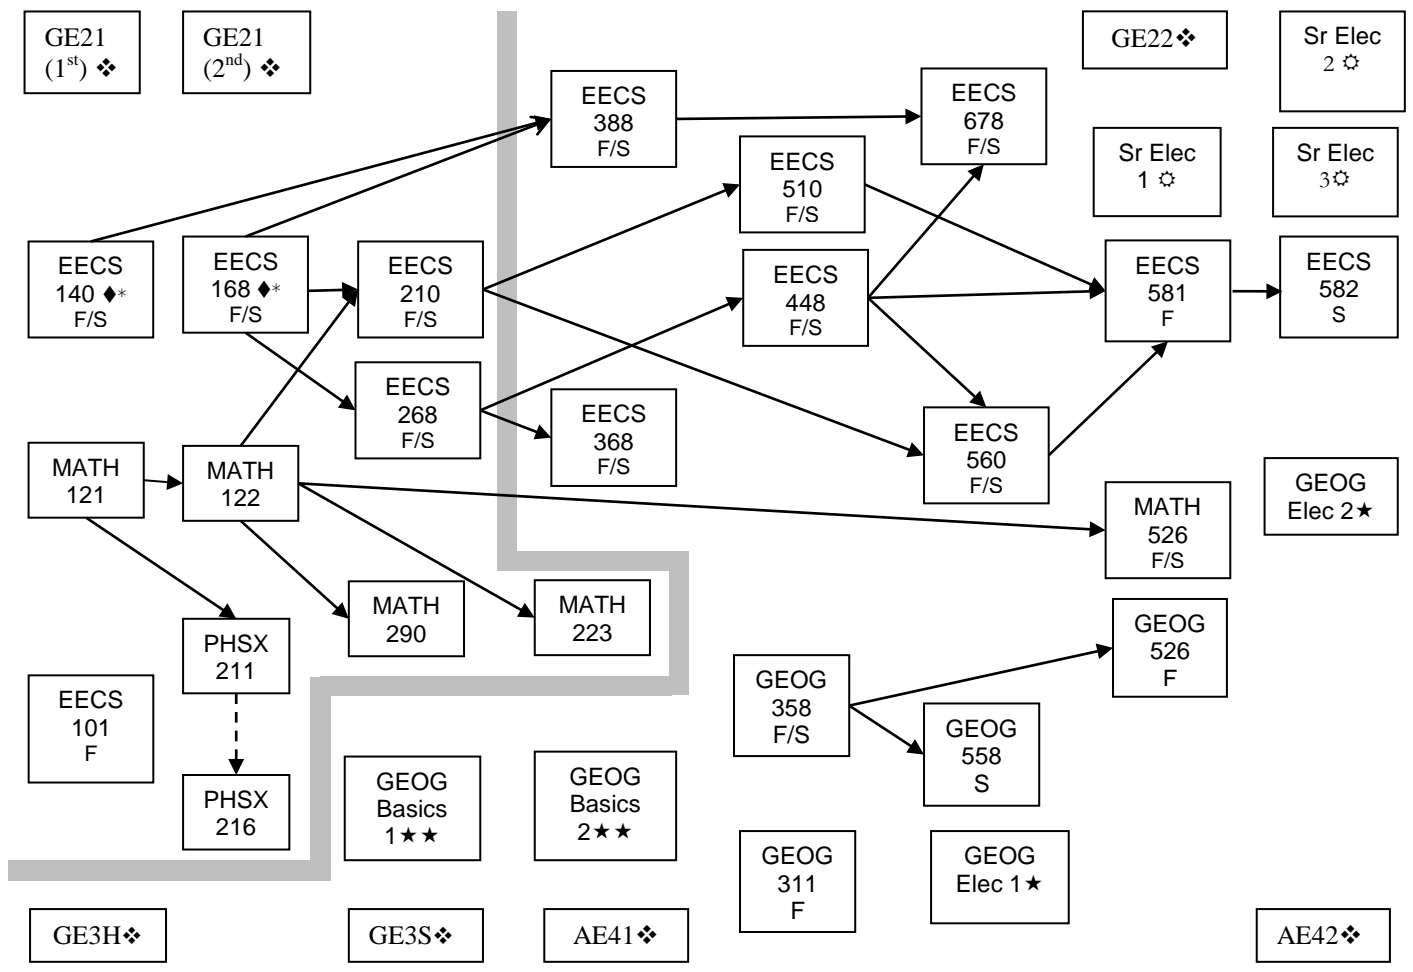 GE21
(1st) ❖
GE21
(2nd) ❖
GE22❖
Sr Elec
2 ☼
EECS
388
F/S
EECS
678
F/S
EECS
510
F/S
Sr Elec
1 ☼
Sr Elec
3☼
EECS
140 ♦*
F/S
EECS
168 ♦*
F/S
EECS
210
F/S
EECS
448
F/S
EECS
581
F
EECS
582
S
EECS
268
F/S
EECS
368
F/S
EECS
560
F/S
MATH
121
MATH
122
MATH
526
F/S
GEOG
Elec 2★
MATH
290
MATH
223
PHSX
211
GEOG
526
F
EECS
101
F
GEOG
358
F/S
GEOG
558
S
PHSX
216
GEOG
Basics
1★★
GEOG
Basics
2★★
GEOG
311
F
GEOG
Elec 1★
GE3H❖
GE3S❖
AE41❖
AE42❖